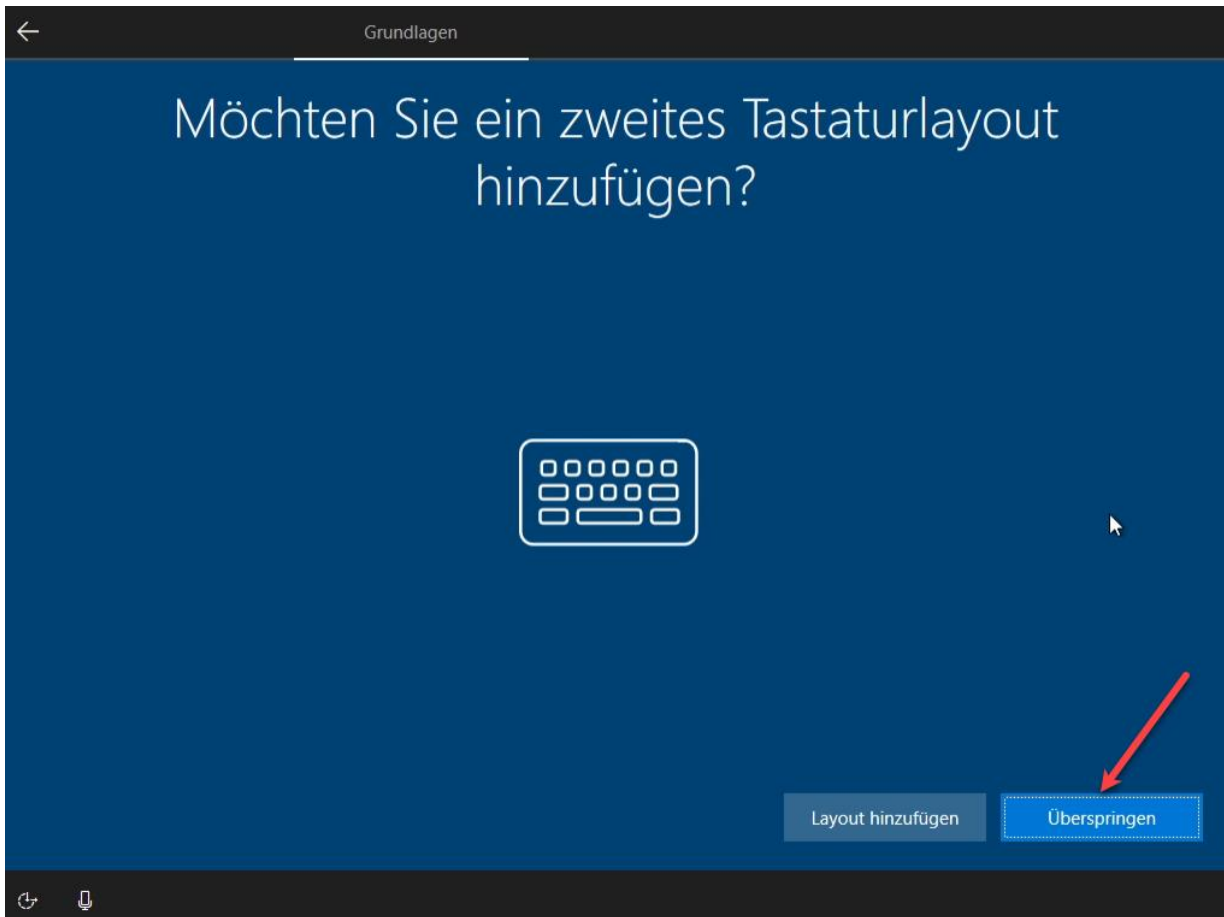 Grundlagen
Möchten Sie ein zweites Tastaturlayout
hinzufügen?
Layout hinzufügen
Überspringen